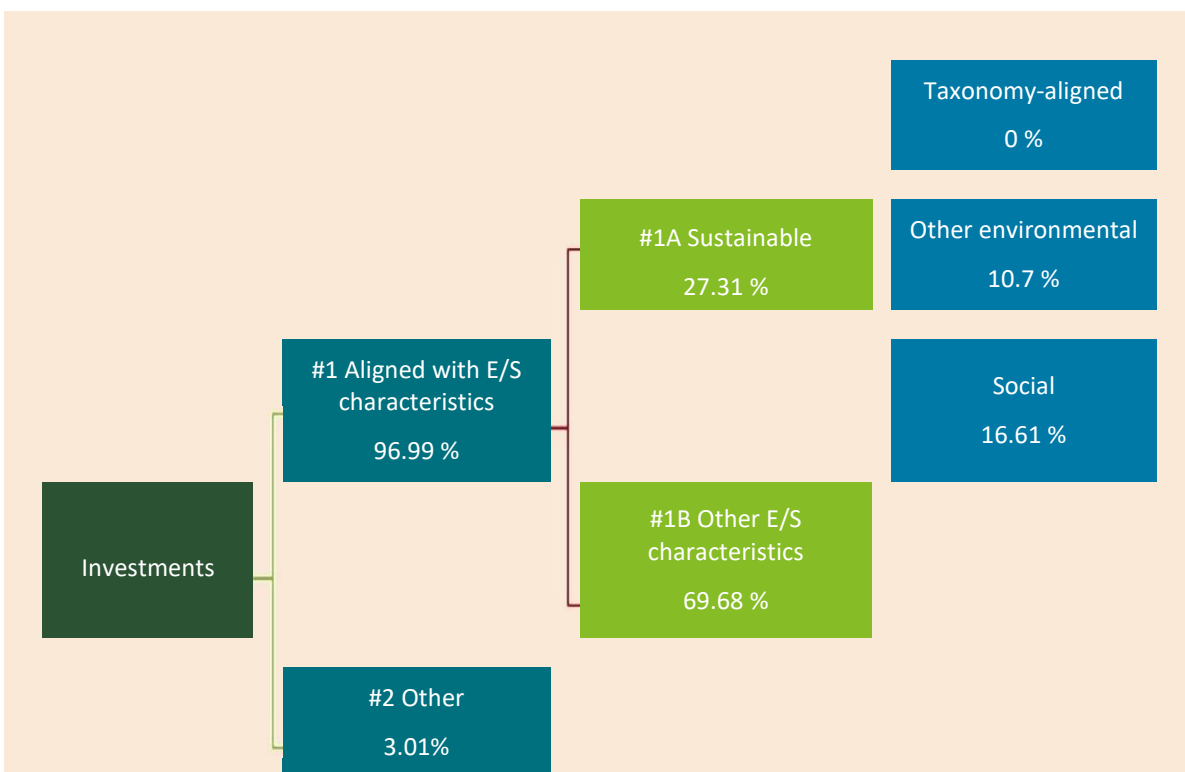 Investments
#1 Aligned with E/S
characteristics
96.99 %
#2 Other
3.01%
#1A Sustainable
27.31 %
#1B Other E/S
characteristics
69.68 %
Taxonomy-aligned
0 %
Other environmental
10.7 %
Social
16.61 %